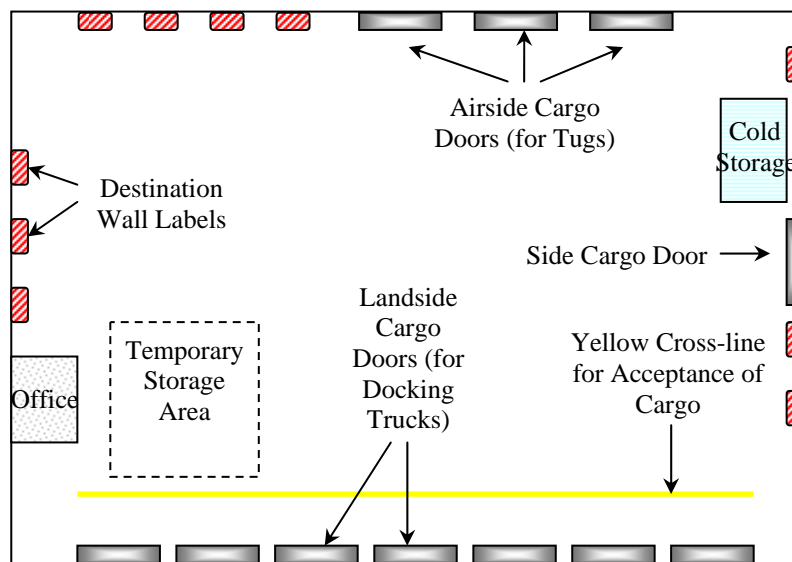 Airside Cargo
Doors (for Tugs)
Cold
Storage
Destination
Wall Labels
Side Cargo Door
Landside
Cargo
Doors (for
Docking
Trucks)
Temporary
Storage
Area
Yellow Cross-line
for Acceptance of
Cargo
Office